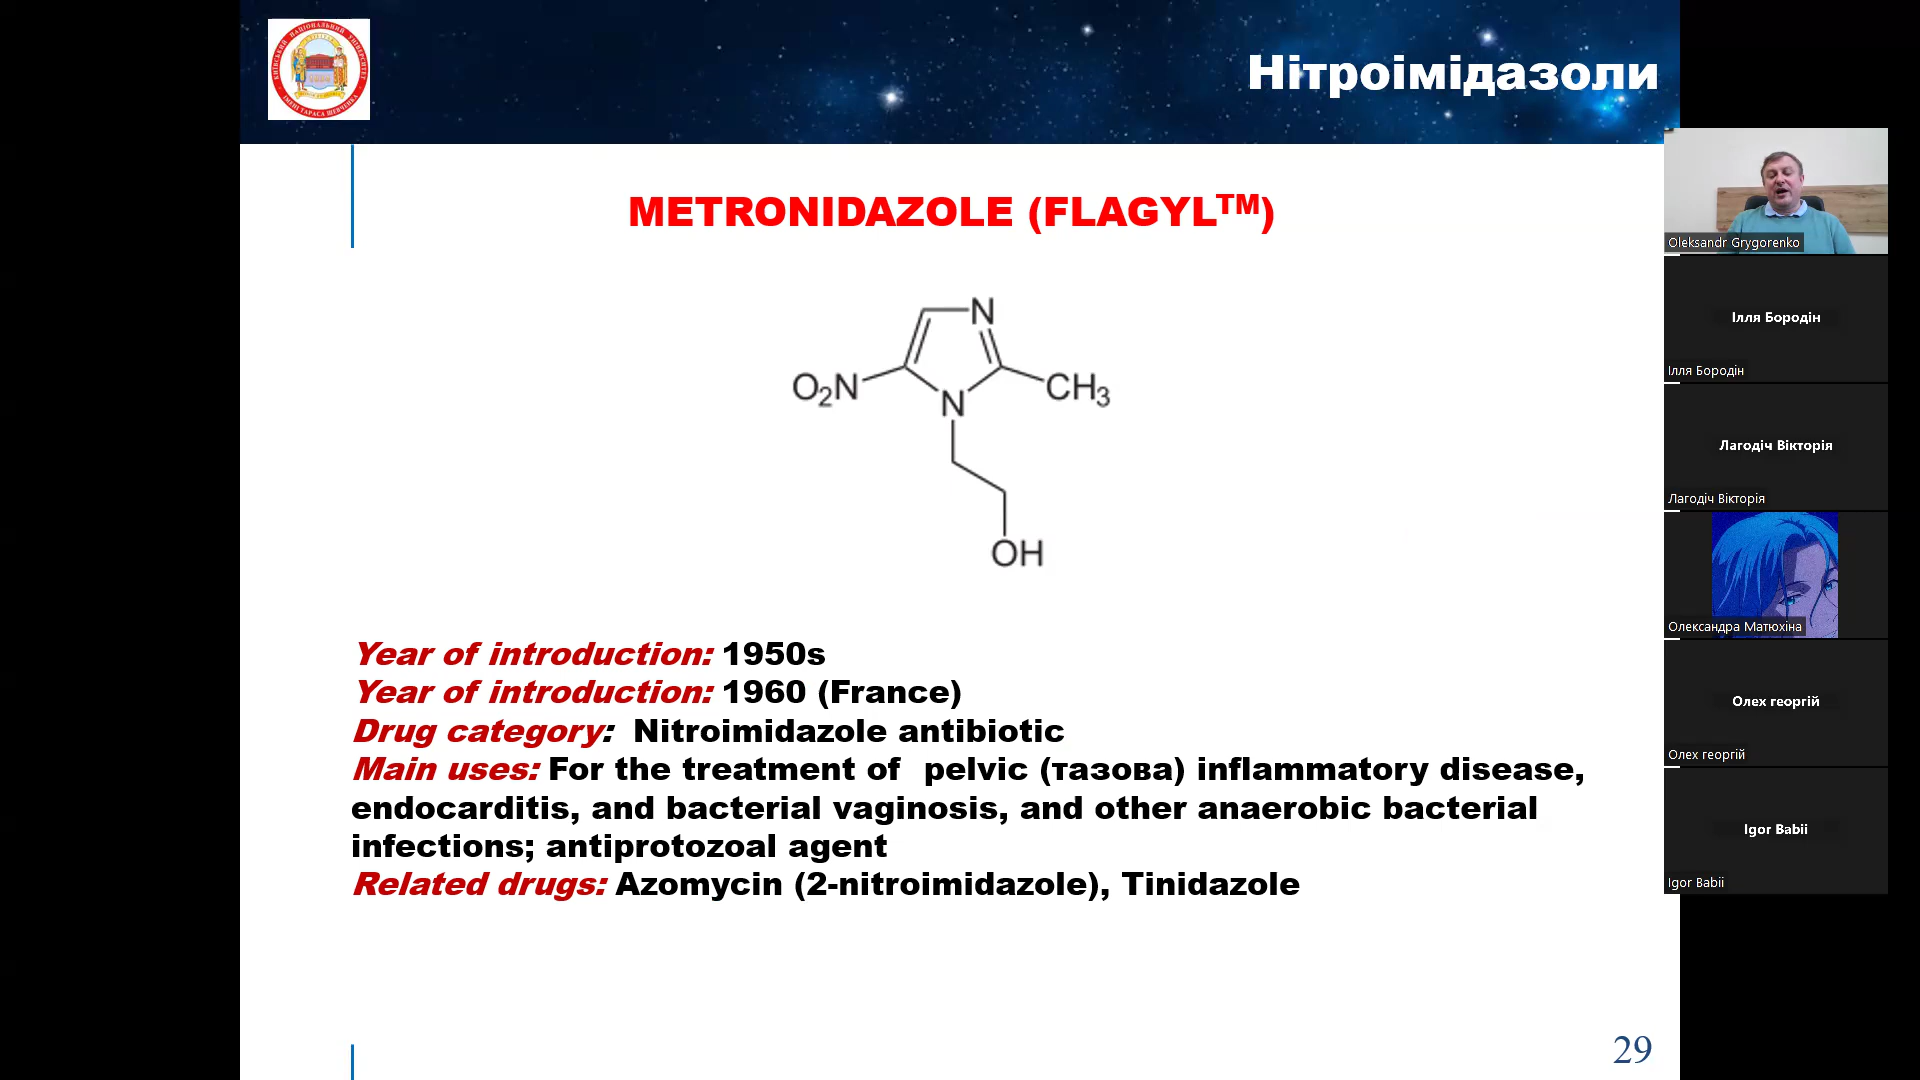 Нітроімідазоли
METRONIDAZOLE (FLAGYL™)
N
O₂N
N
CH₃
OH
Year of introduction: 1950s
Year of introduction: 1960 (France)
Drug category: Nitroimidazole antibiotic
Main uses: For the treatment of pelvic (тазова) inflammatory disease,
endocarditis, and bacterial vaginosis, and other anaerobic bacterial
infections; antiprotozoal agent
Related drugs: Azomycin (2-nitroimidazole), Tinidazole
29
Oleksandr Grygorenko
Ілля Бородін
Ілля Бородін
Лагодіч Вікторія
Лагодіч Вікторія
Олександра Матюхіна
Олех георгій
Олех георгій
Igor Babii
Igor Babii